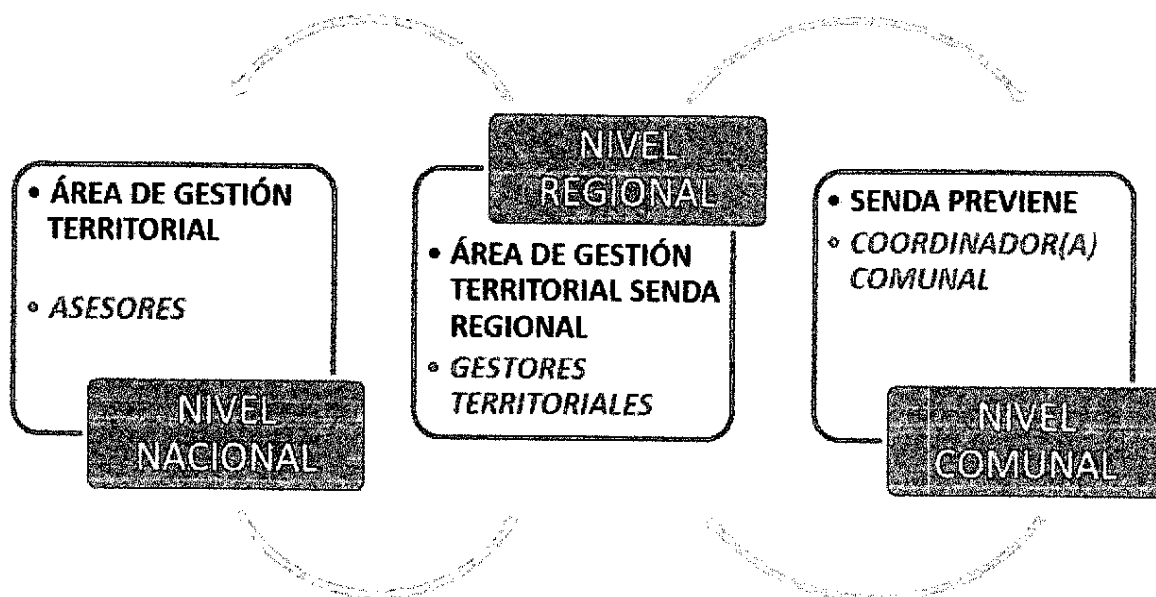 • ÁREA DE GESTIÓN
TERRITORIAL
• ASESORES
NIVEL
NACIONAL
NIVEL
REGIONAL
• ÁREA DE GESTIÓN
TERRITORIAL SENDA
REGIONAL
• GESTORES
TERRITORIALES
• SENDA PREVIENE
• COORDINADOR(A)
COMUNAL
NIVEL
COMUNAL